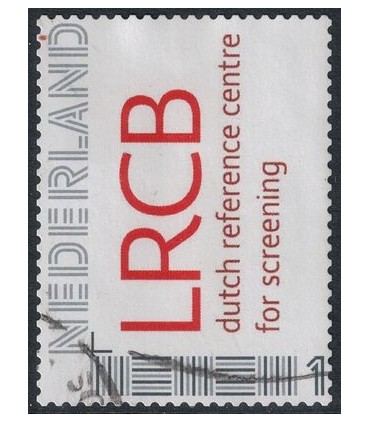 NEDERLAND
LRCB
dutch reference centre
for screening
1